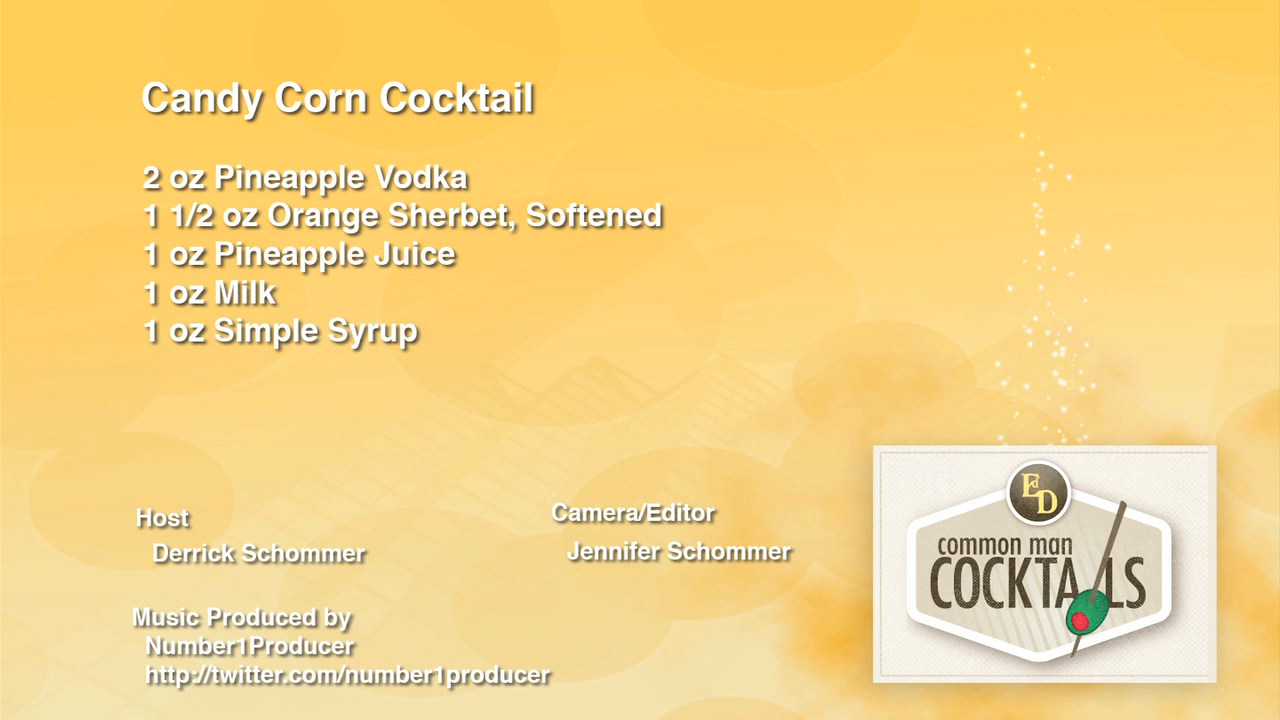 Candy Corn Cocktail
2 oz Pineapple Vodka
1 1/2 oz Orange Sherbet, Softened
1 oz Pineapple Juice
1 oz Milk
1 oz Simple Syrup
Host
Derrick Schommer
Camera/Editor
Jennifer Schommer
Music Produced by
Number1Producer
http://twitter.com/number1producer
Ed
D
common man
COCKTAILS